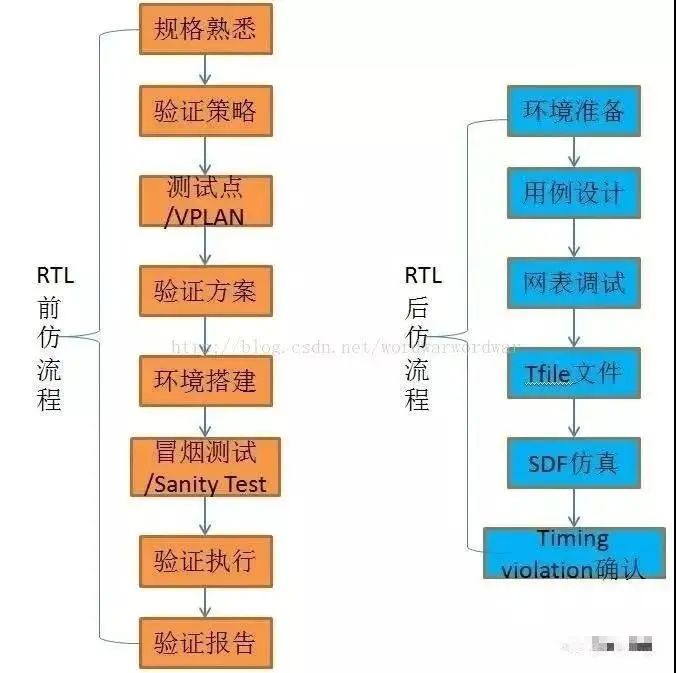 规格熟悉
验证策略
测试点
/VPLAN
验证方案
环境搭建
冒烟测试
/Sanity Test
验证执行
验证报告
RTL
前
仿
流
程
环境准备
用例设计
网表调试
Tfile文件
SDF仿真
Timing
violation确认
RTL
后
仿
流
程
http://blog.csdn.net/wordwarwordwar